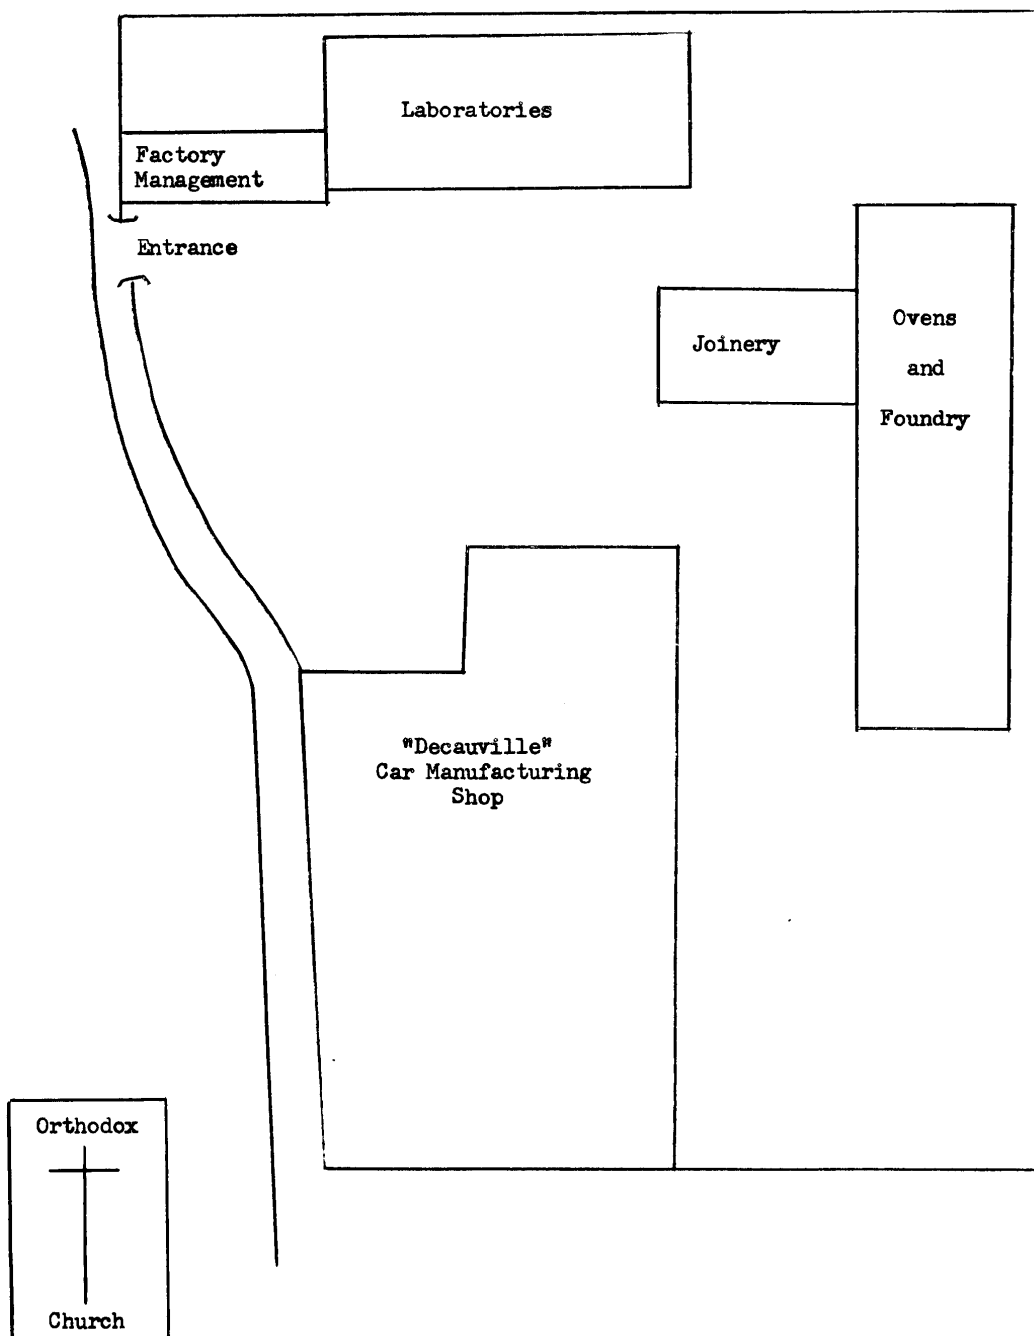 Laboratories
Factory
Management
Entrance
Joinery
Ovens
and
Foundry
"Decauville"
Car Manufacturing
Shop
Orthodox
Church